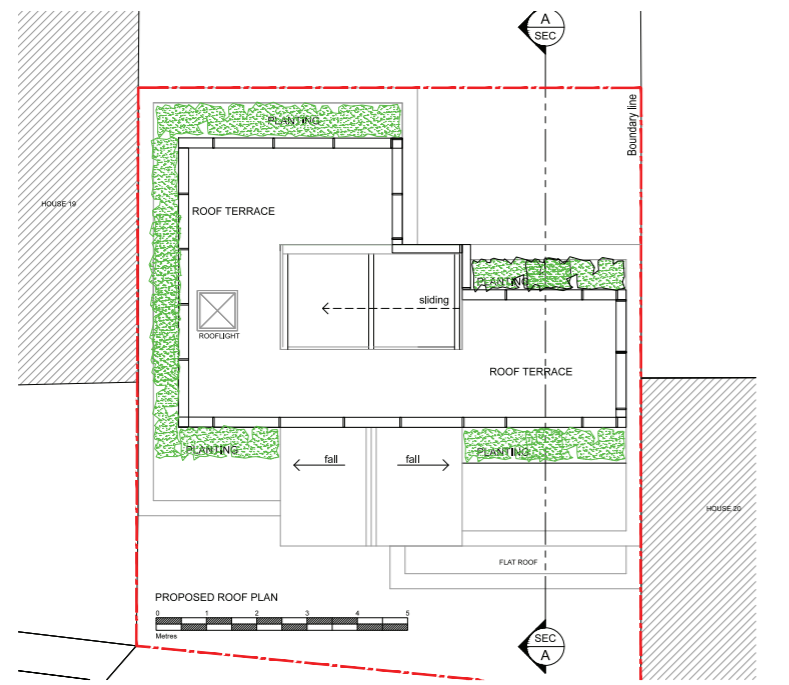 A
SEC
Boundary line
PLANTING
HOUSE 19
ROOF TERRACE
PLANTING
sliding
ROOFLIGHT
ROOF TERRACE
PLANTING
PLANTING
fall
fall
HOUSE 20
FLAT ROOF
PROPOSED ROOF PLAN
0 1 2 3 4 5
Metres
SEC
A